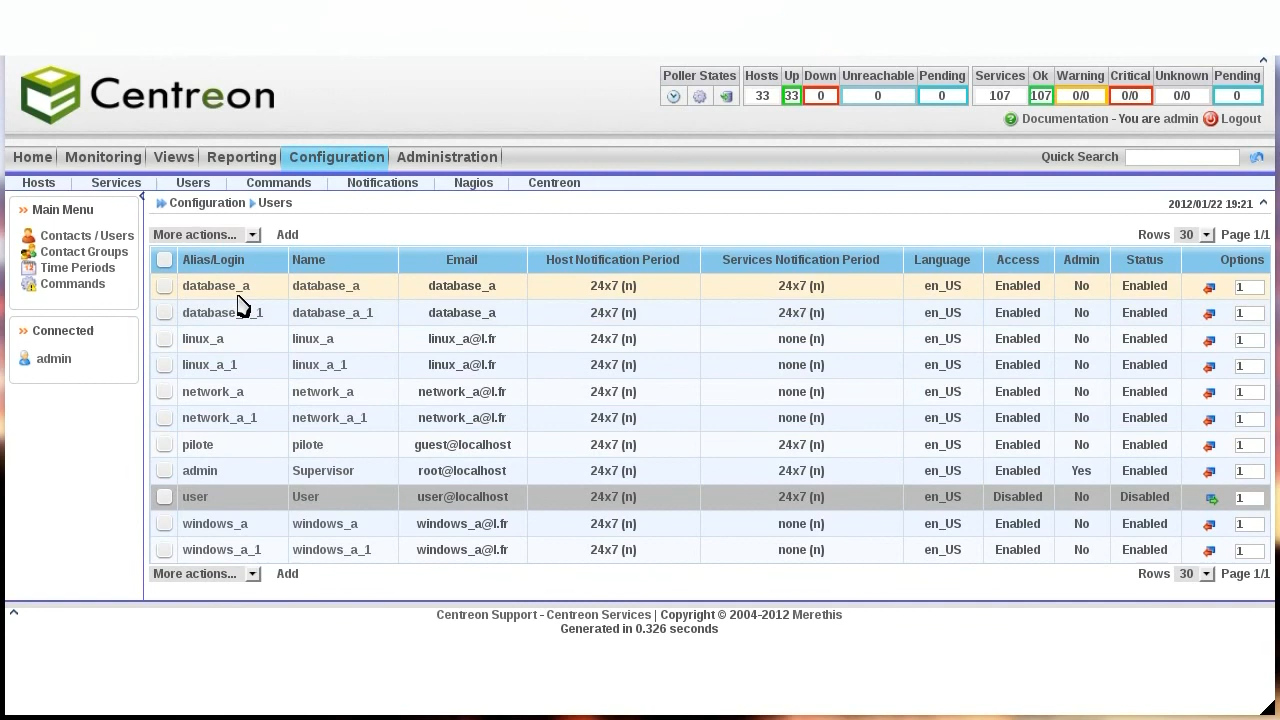 Centreon
Poller States
Hosts Up Down Unreachable Pending
33 33 0 0 0
Services Ok Warning Critical Unknown Pending
107 107 0/0 0/0 0/0 0
Documentation - You are admin Logout
Home Monitoring Views Reporting Configuration Administration
Quick Search
Hosts Services Users Commands Notifications Nagios Centreon
Main Menu
Contacts / Users
Contact Groups
Time Periods
Commands
Connected
admin
Configuration Users
2012/01/22 19:21
More actions... Add
Rows 30 Page 1/1
Alias/Login Name Email Host Notification Period Services Notification Period Language Access Admin Status Options
database_a database_a database_a 24x7 (n) 24x7 (n) en_US Enabled No Enabled 1
database_a_1 database_a_1 database_a 24x7 (n) 24x7 (n) en_US Enabled No Enabled 1
linux_a linux_a linux_a@l.fr 24x7 (n) none (n) en_US Enabled No Enabled 1
linux_a_1 linux_a_1 linux_a@l.fr 24x7 (n) none (n) en_US Enabled No Enabled 1
network_a network_a network_a@l.fr 24x7 (n) none (n) en_US Enabled No Enabled 1
network_a_1 network_a_1 network_a@l.fr 24x7 (n) none (n) en_US Enabled No Enabled 1
pilote pilote guest@localhost 24x7 (n) 24x7 (n) en_US Enabled No Enabled 1
admin Supervisor root@localhost 24x7 (n) 24x7 (n) en_US Enabled Yes Enabled 1
user User user@localhost 24x7 (n) 24x7 (n) en_US Disabled No Disabled 1
windows_a windows_a windows_a@l.fr 24x7 (n) none (n) en_US Enabled No Enabled 1
windows_a_1 windows_a_1 windows_a@l.fr 24x7 (n) none (n) en_US Enabled No Enabled 1
More actions... Add
Rows 30 Page 1/1
Centreon Support - Centreon Services | Copyright © 2004-2012 Merethis
Generated in 0.326 seconds